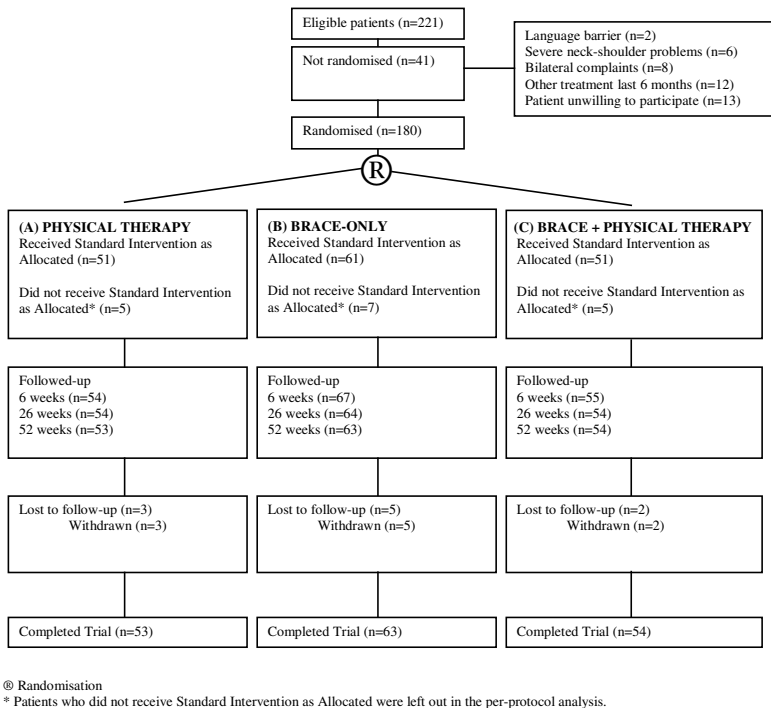 Eligible patients (n=221)
Not randomised (n=41)
Language barrier (n=2)
Severe neck-shoulder problems (n=6)
Bilateral complaints (n=8)
Other treatment last 6 months (n=12)
Patient unwilling to participate (n=13)
Randomised (n=180)
R
(A) PHYSICAL THERAPY
Received Standard Intervention as
Allocated (n=51)
Did not receive Standard Intervention
as Allocated* (n=5)
(B) BRACE-ONLY
Received Standard Intervention as
Allocated (n=61)
Did not receive Standard Intervention
as Allocated* (n=7)
(C) BRACE + PHYSICAL THERAPY
Received Standard Intervention as
Allocated (n=51)
Did not receive Standard Intervention as
Allocated* (n=5)
Followed-up
6 weeks (n=54)
26 weeks (n=54)
52 weeks (n=53)
Followed-up
6 weeks (n=67)
26 weeks (n=64)
52 weeks (n=63)
Followed-up
6 weeks (n=55)
26 weeks (n=54)
52 weeks (n=54)
Lost to follow-up (n=3)
Withdrawn (n=3)
Lost to follow-up (n=5)
Withdrawn (n=5)
Lost to follow-up (n=2)
Withdrawn (n=2)
Completed Trial (n=53)
Completed Trial (n=63)
Completed Trial (n=54)
® Randomisation
* Patients who did not receive Standard Intervention as Allocated were left out in the per-protocol analysis.